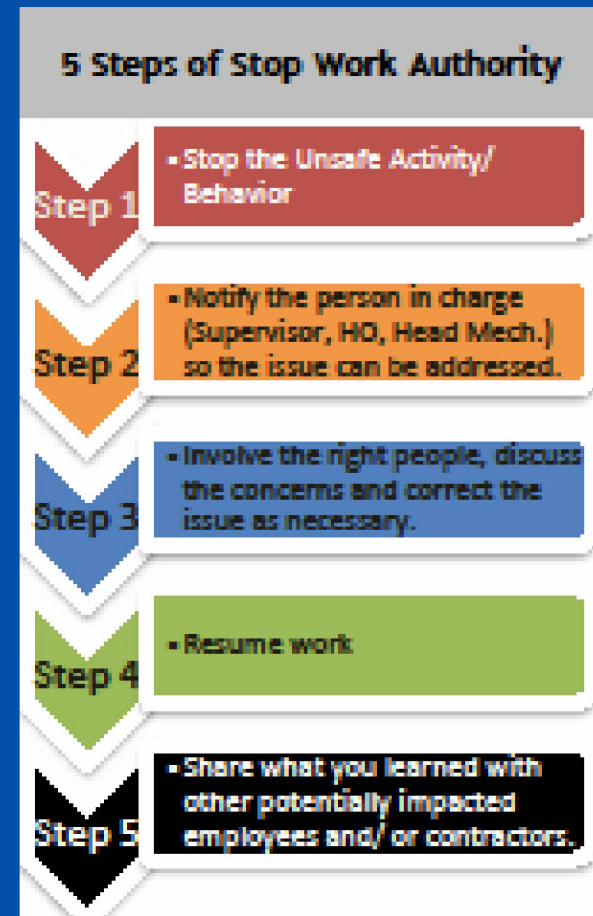 5 Steps of Stop Work Authority
Step 1
▪Stop the Unsafe Activity/
Behavior
Step 2
▪Notify the person in charge
(Supervisor, HO, Head Mech.)
so the issue can be addressed.
Step 3
▪Involve the right people, discuss
the concerns and correct the
issue as necessary.
Step 4
▪Resume work
Step 5
▪Share what you learned with
other potentially impacted
employees and/ or contractors.